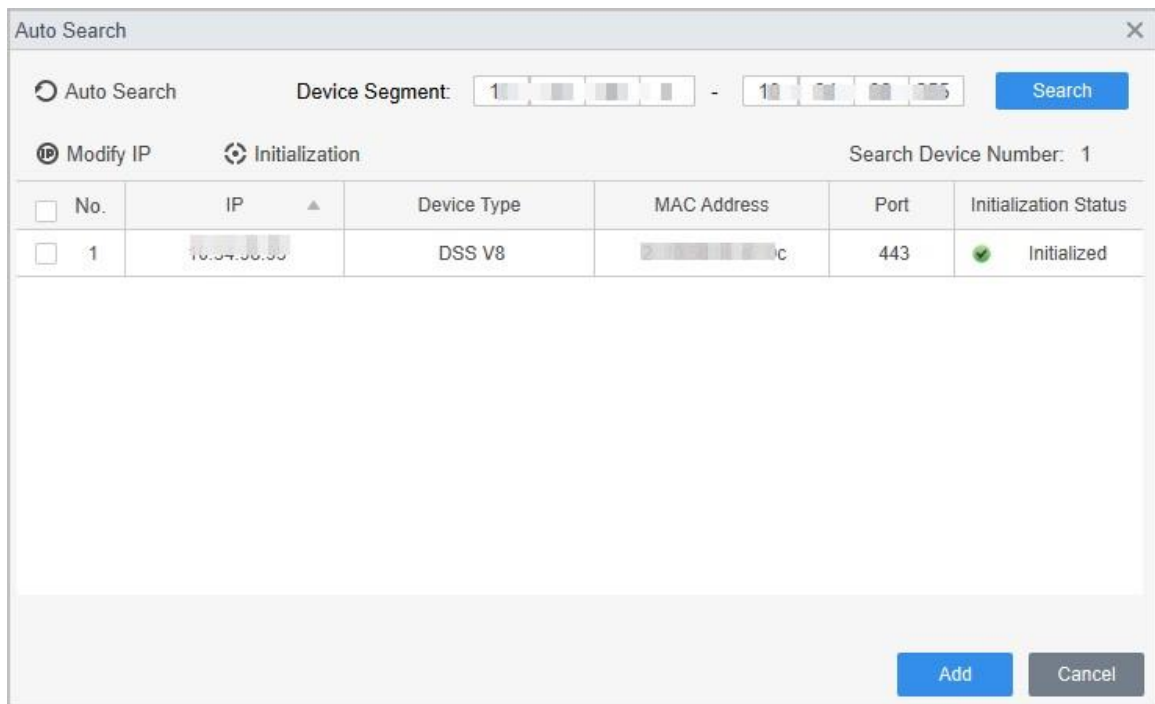 Auto Search
Auto Search Device Segment: - Search
Modify IP Initialization Search Device Number: 1
No. IP Device Type MAC Address Port Initialization Status
1 DSS V8 443 Initialized
Add Cancel